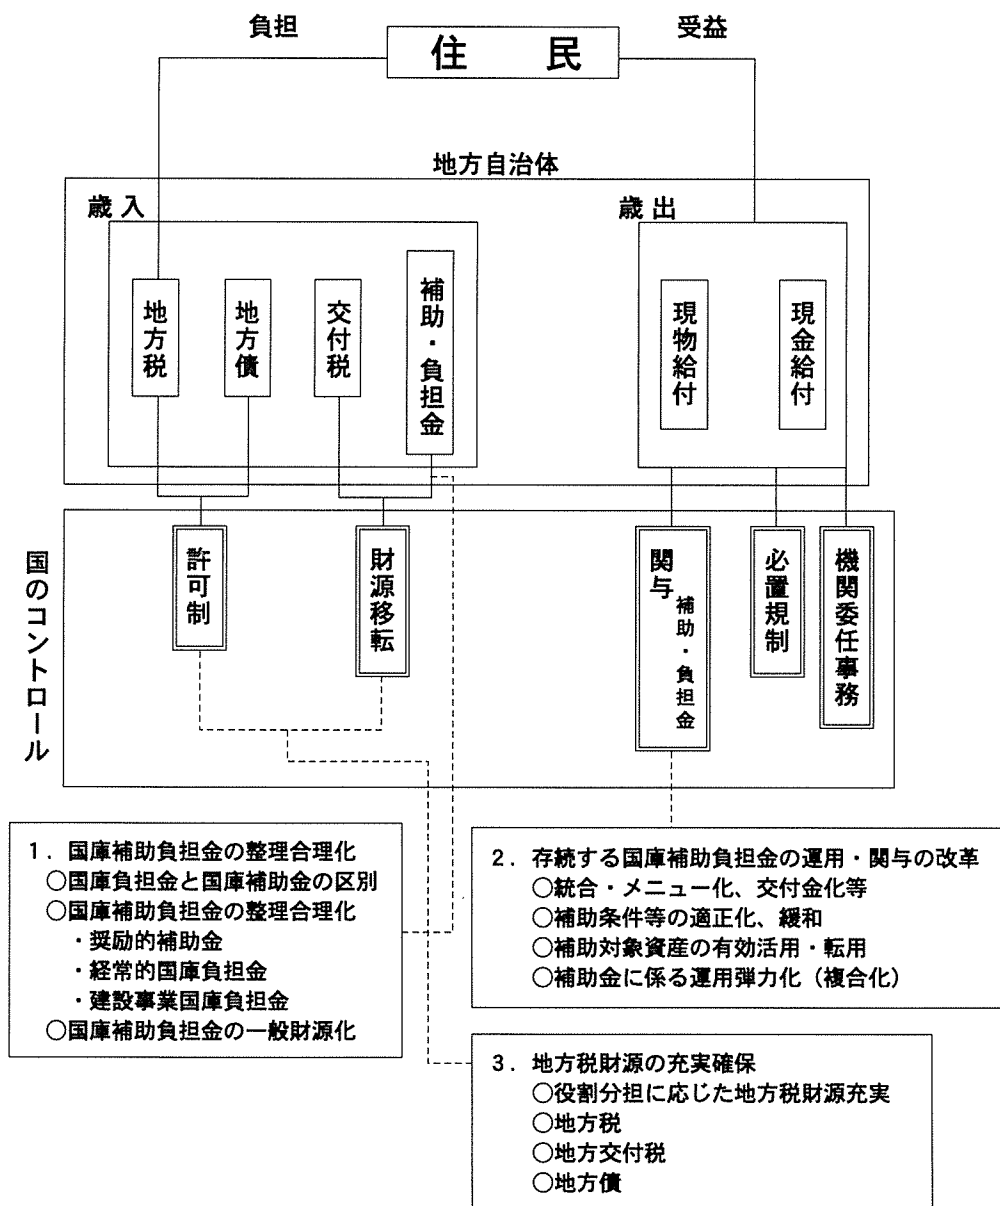 負担
住　民
受益
地方自治体
歳入
歳出
地方税
地方債
交付税
補助・負担金
現物給付
現金給付
国のコントロール
許可制
財源移転
関与
補助・負担金
必置規制
機関委任事務
1．国庫補助負担金の整理合理化
○国庫負担金と国庫補助金の区別
○国庫補助負担金の整理合理化
・奨励的補助金
・経常的国庫負担金
・建設事業国庫負担金
○国庫補助負担金の一般財源化
2．存続する国庫補助負担金の運用・関与の改革
○統合・メニュー化、交付金化等
○補助条件等の適正化、緩和
○補助対象資産の有効活用・転用
○補助金に係る運用弾力化（複合化）
3．地方税財源の充実確保
○役割分担に応じた地方税財源充実
○地方税
○地方交付税
○地方債